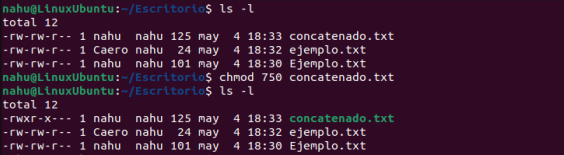 nahu@LinuxUbuntu:~/Escritorio$ ls -l
total 12
-rw-rw-r-- 1 nahu  nahu 125 may  4 18:33 concatenado.txt
-rw-rw-r-- 1 Caero nahu  24 may  4 18:32 ejemplo.txt
-rw-rw-r-- 1 nahu  nahu 101 may  4 18:30 Ejemplo.txt
nahu@LinuxUbuntu:~/Escritorio$ chmod 750 concatenado.txt
nahu@LinuxUbuntu:~/Escritorio$ ls -l
total 12
-rwxr-x--- 1 nahu  nahu 125 may  4 18:33 concatenado.txt
-rw-rw-r-- 1 Caero nahu  24 may  4 18:32 ejemplo.txt
-rw-rw-r-- 1 nahu  nahu 101 may  4 18:30 Ejemplo.txt